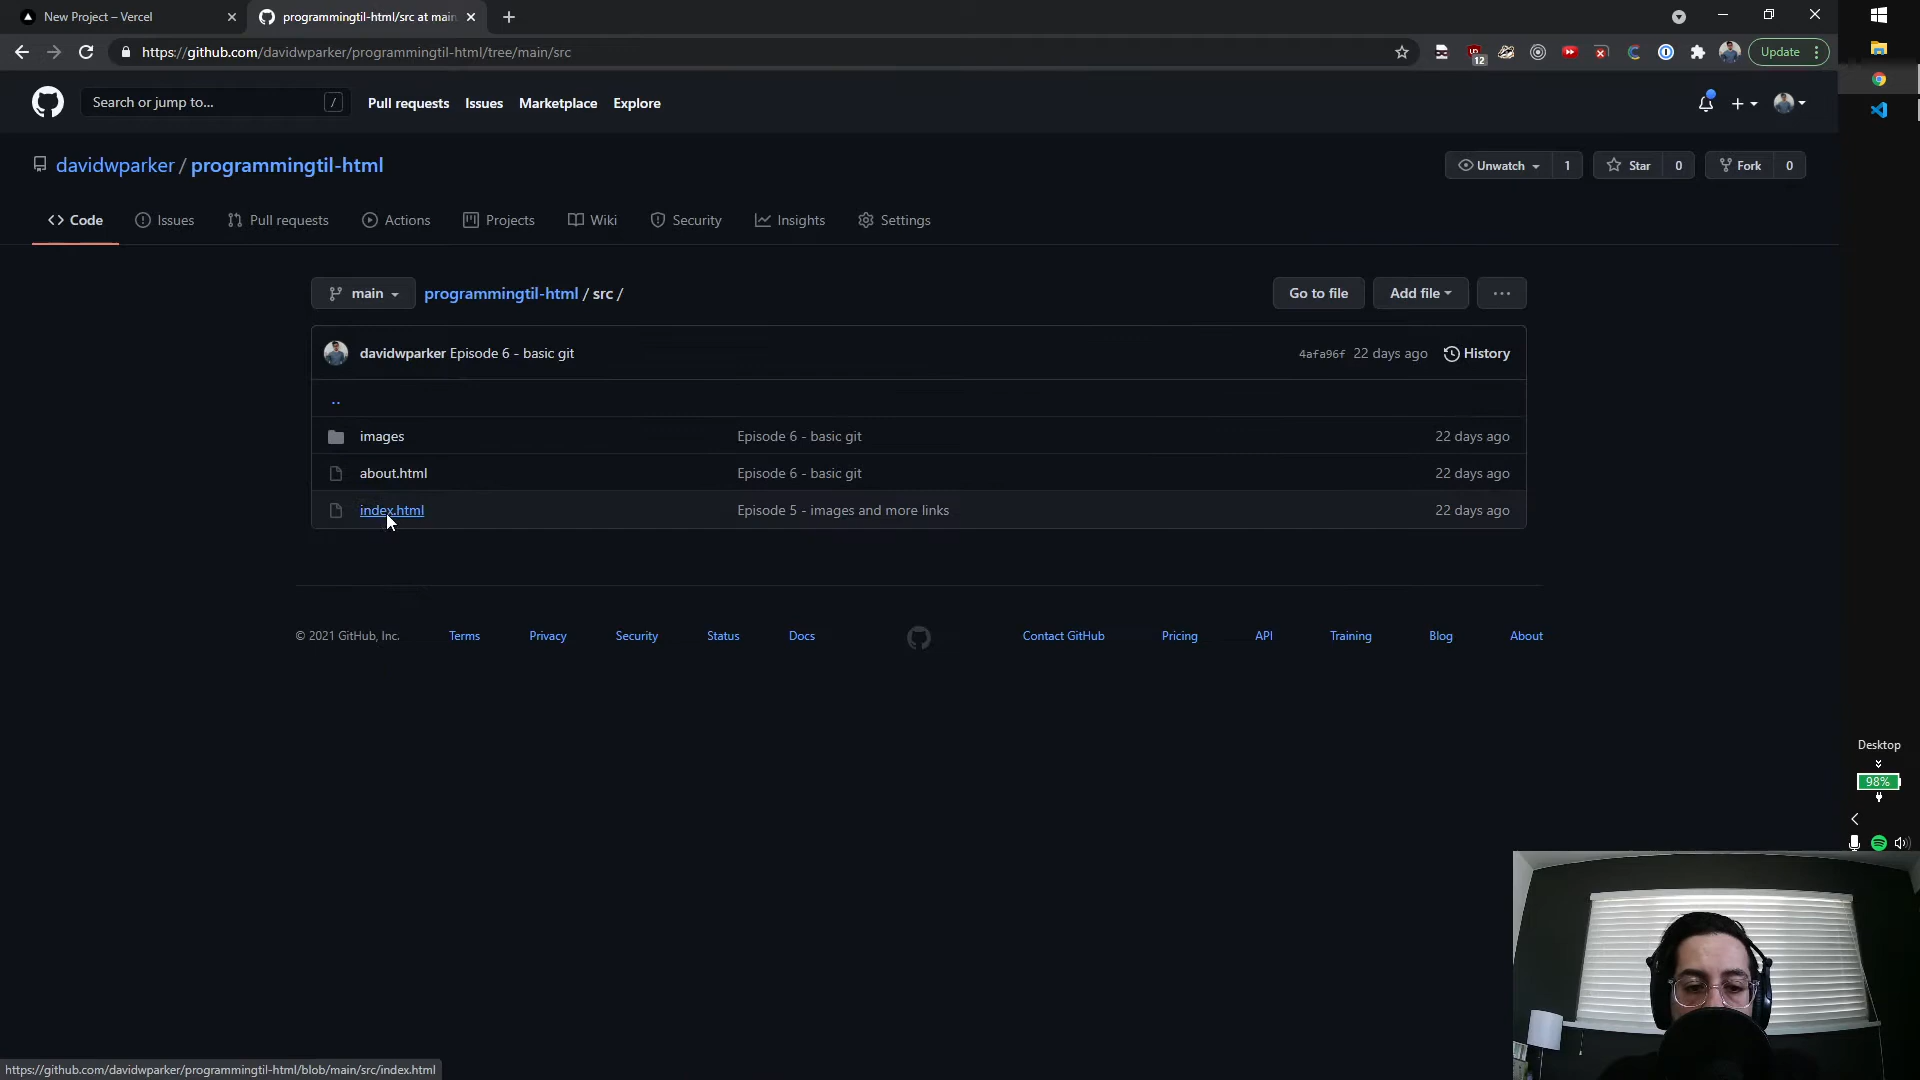 New Project – Vercel
programmingtil-html/src at main
https://github.com/davidwparker/programmingtil-html/tree/main/src
12
Update
Search or jump to...
/
Pull requests
Issues
Marketplace
Explore
davidwparker / programmingtil-html
Unwatch
1
Star
0
Fork
0
<> Code
Issues
Pull requests
Actions
Projects
Wiki
Security
Insights
Settings
main
programmingtil-html / src /
Go to file
Add file
...
davidwparker Episode 6 - basic git
4afa96f 22 days ago
History
..
images
Episode 6 - basic git
22 days ago
about.html
Episode 6 - basic git
22 days ago
index.html
Episode 5 - images and more links
22 days ago
© 2021 GitHub, Inc.
Terms
Privacy
Security
Status
Docs
Contact GitHub
Pricing
API
Training
Blog
About
Desktop
98%
https://github.com/davidwparker/programmingtil-html/blob/main/src/index.html